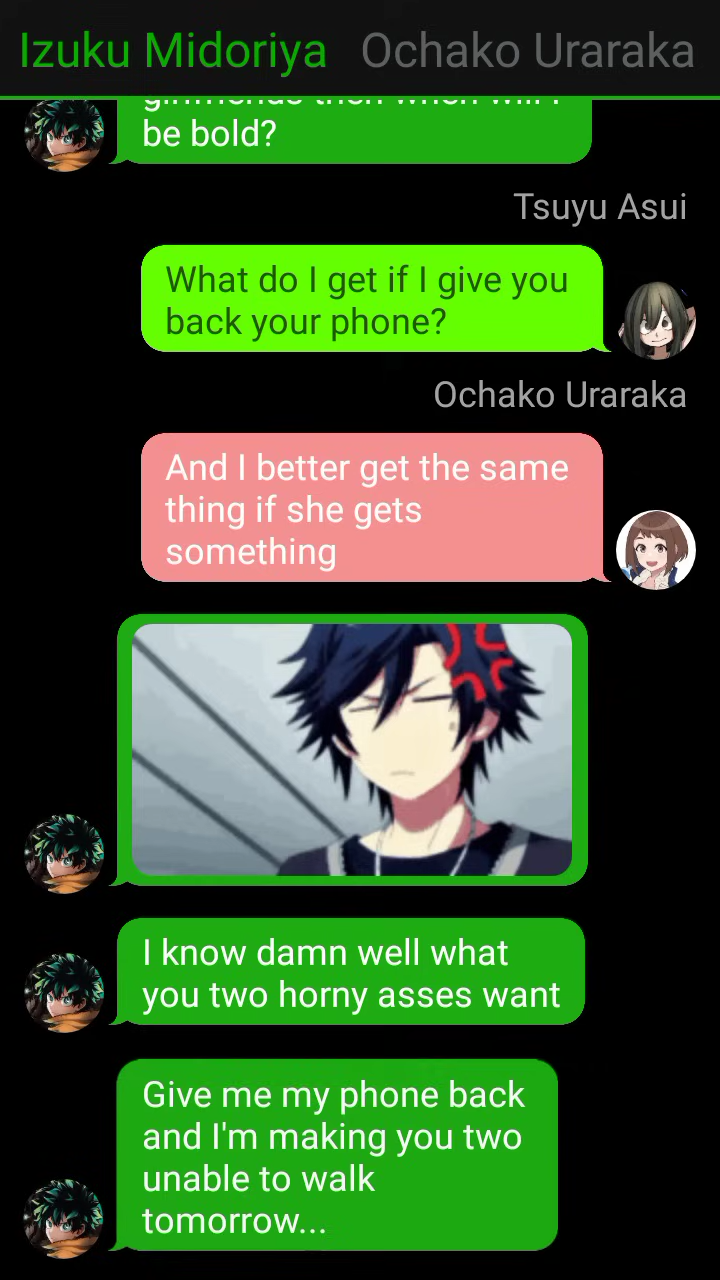 Izuku Midoriya Ochako Uraraka
be bold?
Tsuyu Asui
What do I get if I give you
back your phone?
Ochako Uraraka
And I better get the same
thing if she gets
something
I know damn well what
you two horny asses want
Give me my phone back
and I'm making you two
unable to walk
tomorrow...